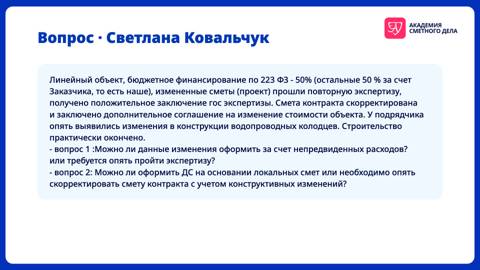 Вопрос · Светлана Ковальчук
АКАДЕМИЯ
СМЕТНОГО ДЕЛА
Линейный объект, бюджетное финансирование по 223 ФЗ - 50% (остальные 50 % за счет
Заказчика, то есть наше), измененные сметы (проект) прошли повторную экспертизу,
получено положительное заключение гос экспертизы. Смета контракта скорректирована
и заключено дополнительное соглашение на изменение стоимости объекта. У подрядчика
опять выявились изменения в конструкции водопроводных колодцев. Строительство
практически окончено.
- вопрос 1 :Можно ли данные изменения оформить за счет непредвиденных расходов?
или требуется опять пройти экспертизу?
- вопрос 2: Можно ли оформить ДС на основании локальных смет или необходимо опять
скорректировать смету контракта с учетом конструктивных изменений?